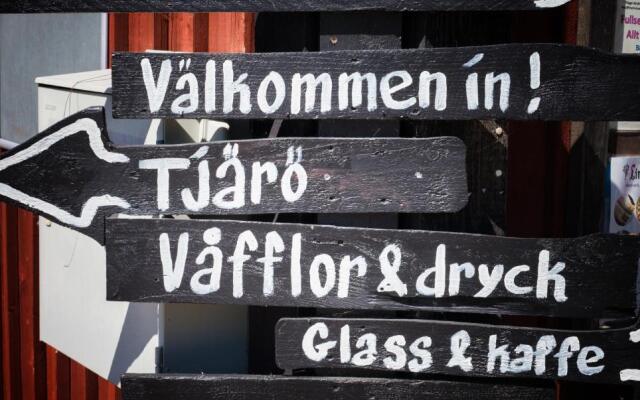 Välkommen in!
Tjärö
Våfflor & dryck
Glass & kaffe